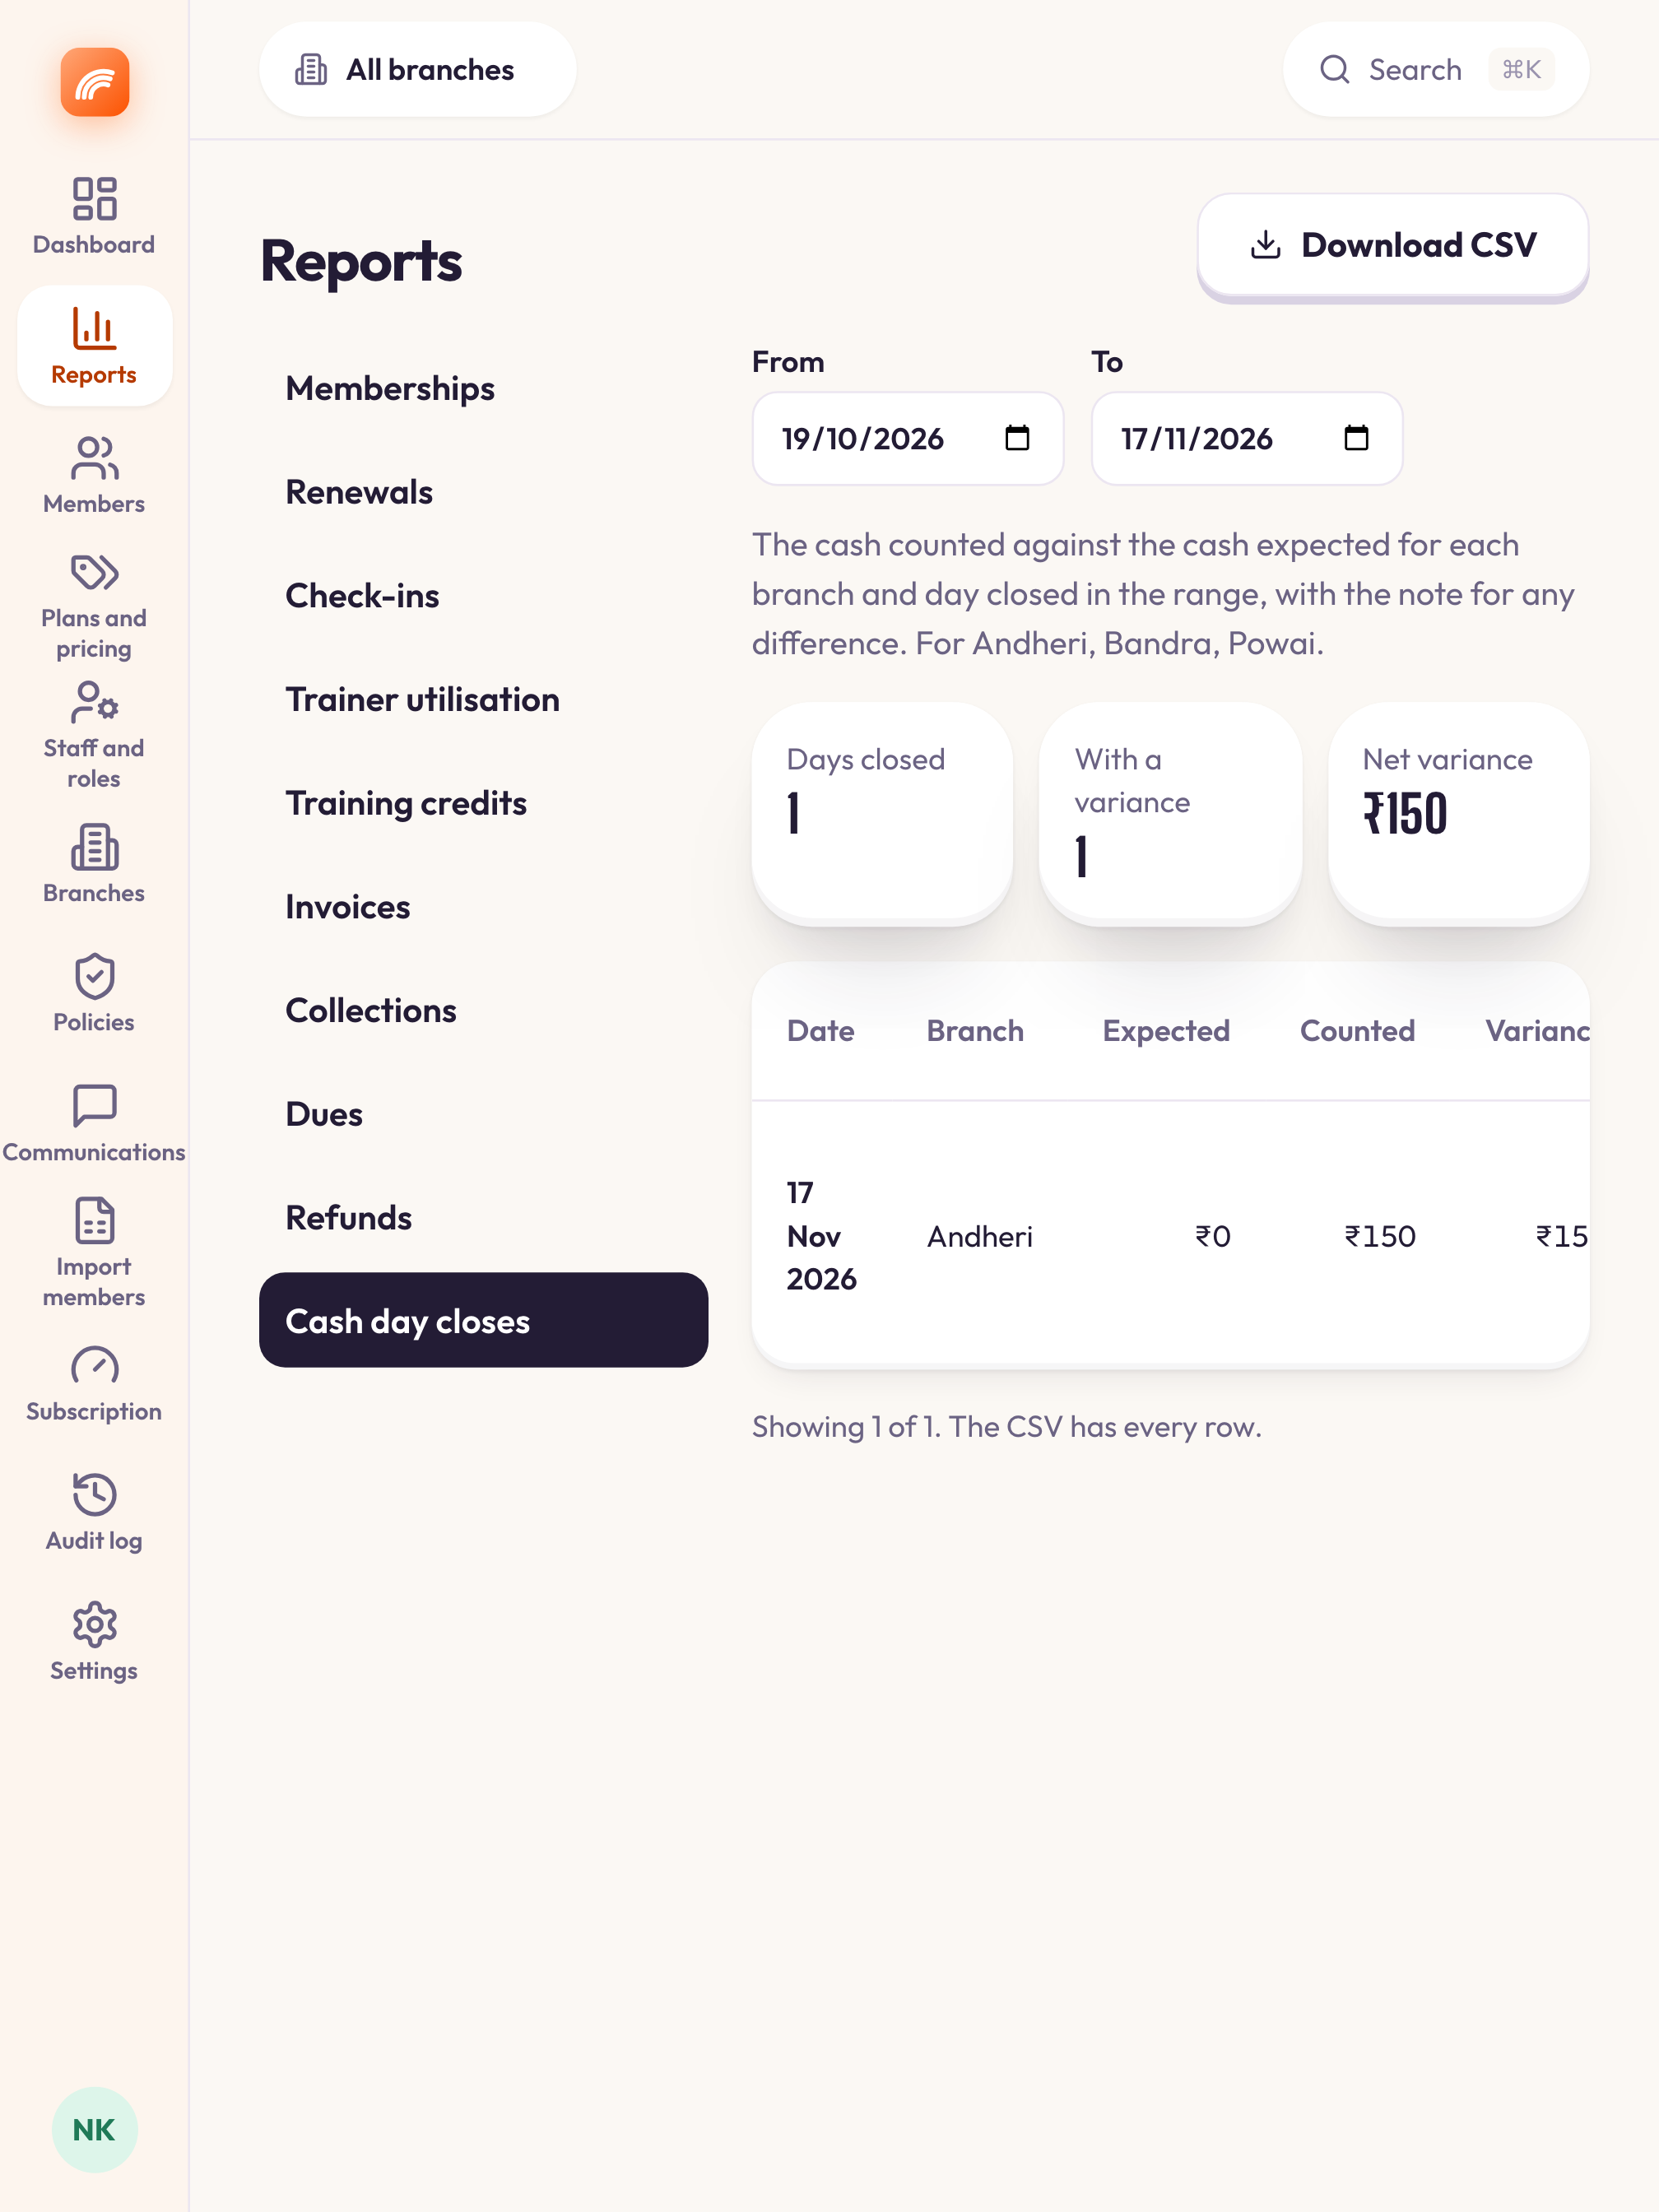 All branches
Search ⌘K
Dashboard
Reports
Members
Plans and
pricing
Staff and
roles
Branches
Policies
Communications
Import
members
Subscription
Audit log
Settings
NK
Reports
Download CSV
Memberships
Renewals
Check-ins
Trainer utilisation
Training credits
Invoices
Collections
Dues
Refunds
Cash day closes
From To
19/10/2026 17/11/2026
The cash counted against the cash expected for each
branch and day closed in the range, with the note for any
difference. For Andheri, Bandra, Powai.
Days closed
1
With a
variance
1
Net variance
₹150
Date Branch Expected Counted Varianc
17
Nov
2026
Andheri ₹0 ₹150 ₹15
Showing 1 of 1. The CSV has every row.